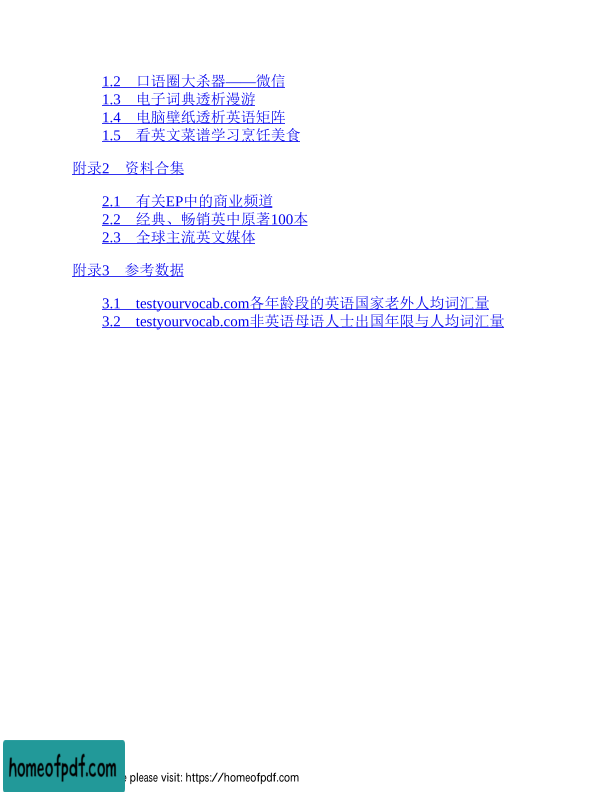 1.2 口语圈大杀器——微信
1.3 电子词典透析漫游
1.4 电脑壁纸透析英语矩阵
1.5 看英文菜谱学习烹饪美食
附录2 资料合集
2.1 有关EP中的商业频道
2.2 经典、畅销英中原著100本
2.3 全球主流英文媒体
附录3 参考数据
3.1 testyourvocab.com各年龄段的英语国家老外人均词汇量
3.2 testyourvocab.com非英语母语人士出国年限与人均词汇量
homeofpdf.com please visit: https://homeofpdf.com